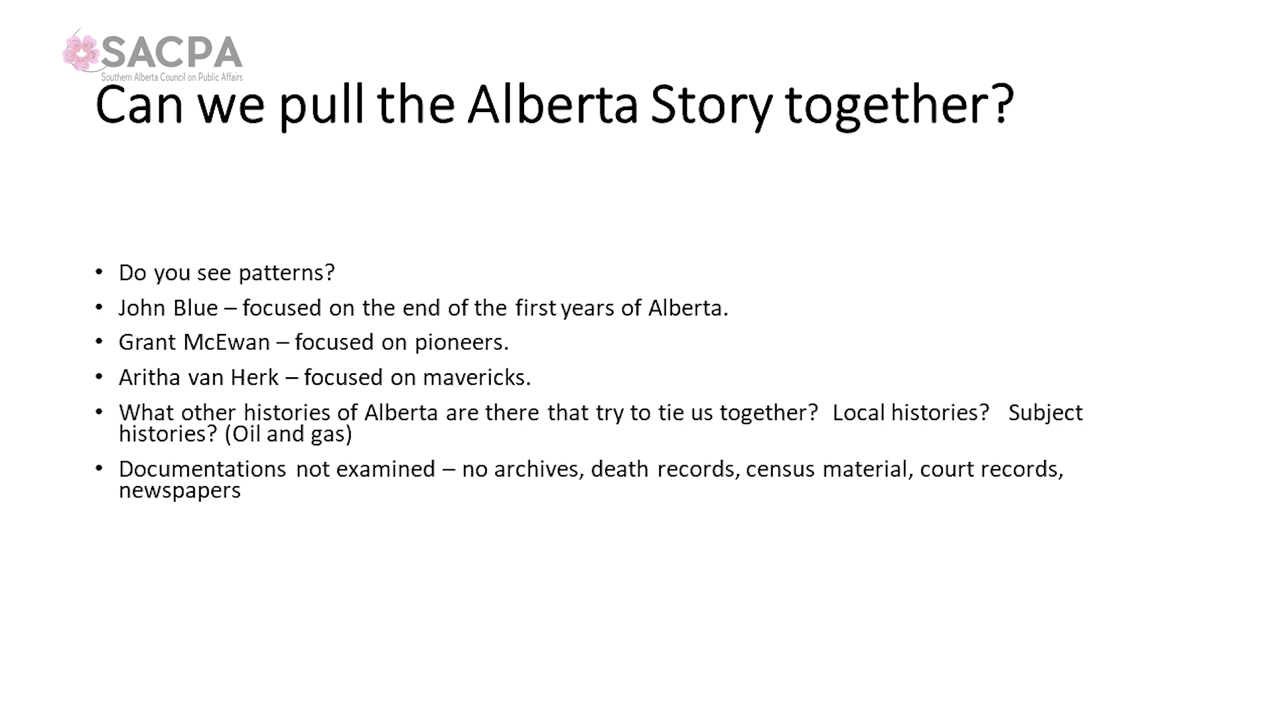 SACPA
Southern Alberta Council on Public Affairs
Can we pull the Alberta Story together?
• Do you see patterns?
• John Blue – focused on the end of the first years of Alberta.
• Grant McEwan – focused on pioneers.
• Aritha van Herk – focused on mavericks.
• What other histories of Alberta are there that try to tie us together? Local histories? Subject
histories? (Oil and gas)
• Documentations not examined – no archives, death records, census material, court records,
newspapers